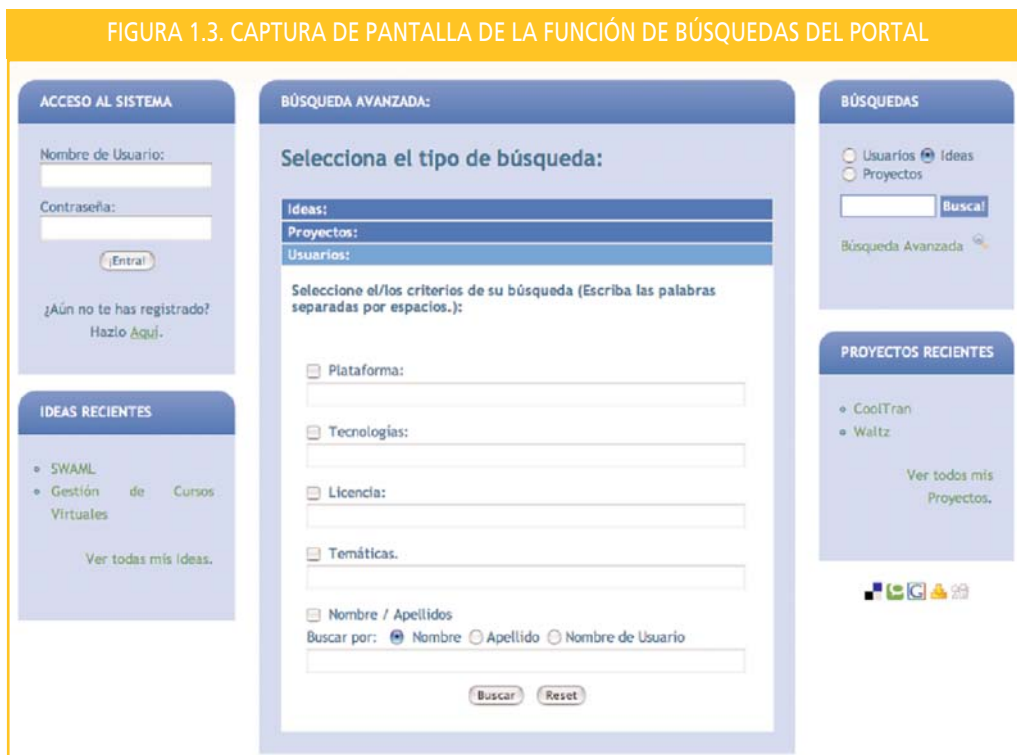 FIGURA 1.3. CAPTURA DE PANTALLA DE LA FUNCIÓN DE BÚSQUEDAS DEL PORTAL
ACCESO AL SISTEMA
Nombre de Usuario:
Contraseña:
¡Entra!
¿Aún no te has registrado?
Hazlo Aquí.
IDEAS RECIENTES
SWAML
Gestión de Cursos
Virtuales
Ver todas mis Ideas.
BÚSQUEDA AVANZADA:
Selecciona el tipo de búsqueda:
Ideas:
Proyectos:
Usuarios:
Seleccione el/los criterios de su búsqueda (Escriba las palabras
separadas por espacios.):
Plataforma:
Tecnologías:
Licencia:
Temáticas.
Nombre / Apellidos
Buscar por: Nombre Apellido Nombre de Usuario
Buscar Reset
BÚSQUEDAS
Usuarios Ideas
Proyectos
Busca!
Búsqueda Avanzada
PROYECTOS RECIENTES
CoolTran
Waltz
Ver todos mis
Proyectos.
G